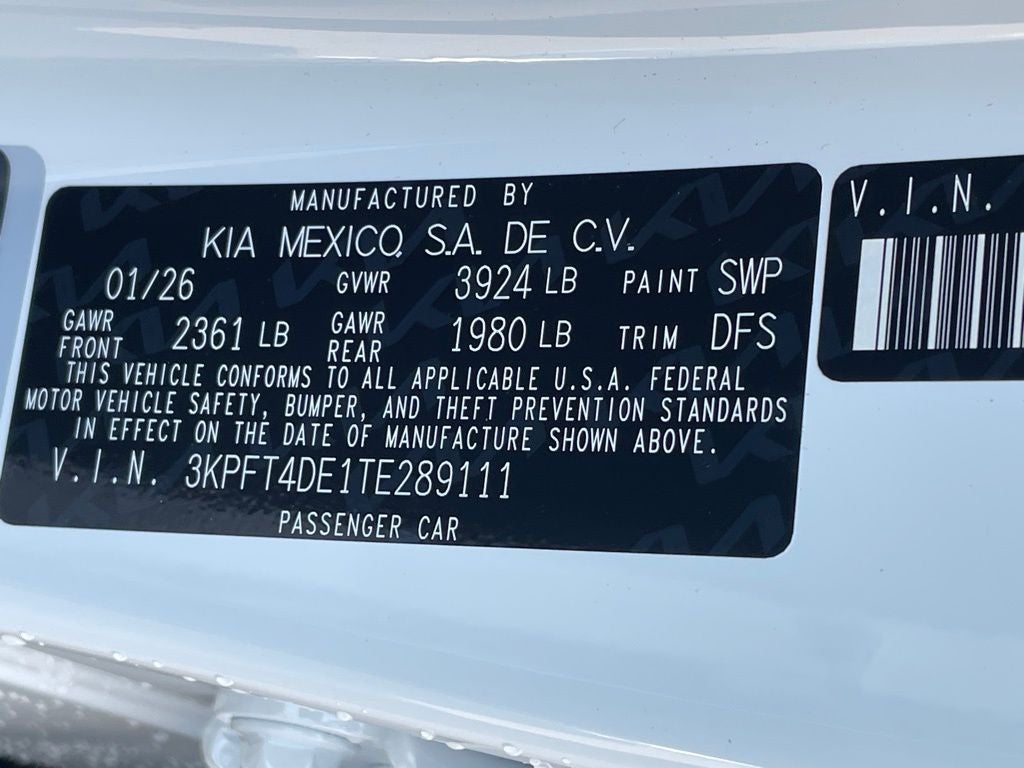 MANUFACTURED BY
KIA MEXICO, S.A. DE C.V.
01/26 GVWR 3924 LB PAINT SWP
GAWR FRONT 2361 LB GAWR REAR 1980 LB TRIM DFS
THIS VEHICLE CONFORMS TO ALL APPLICABLE U.S.A. FEDERAL
MOTOR VEHICLE SAFETY, BUMPER, AND THEFT PREVENTION STANDARDS
IN EFFECT ON THE DATE OF MANUFACTURE SHOWN ABOVE.
V.I.N. 3KPFT4DE1TE289111
PASSENGER CAR
V.I.N.